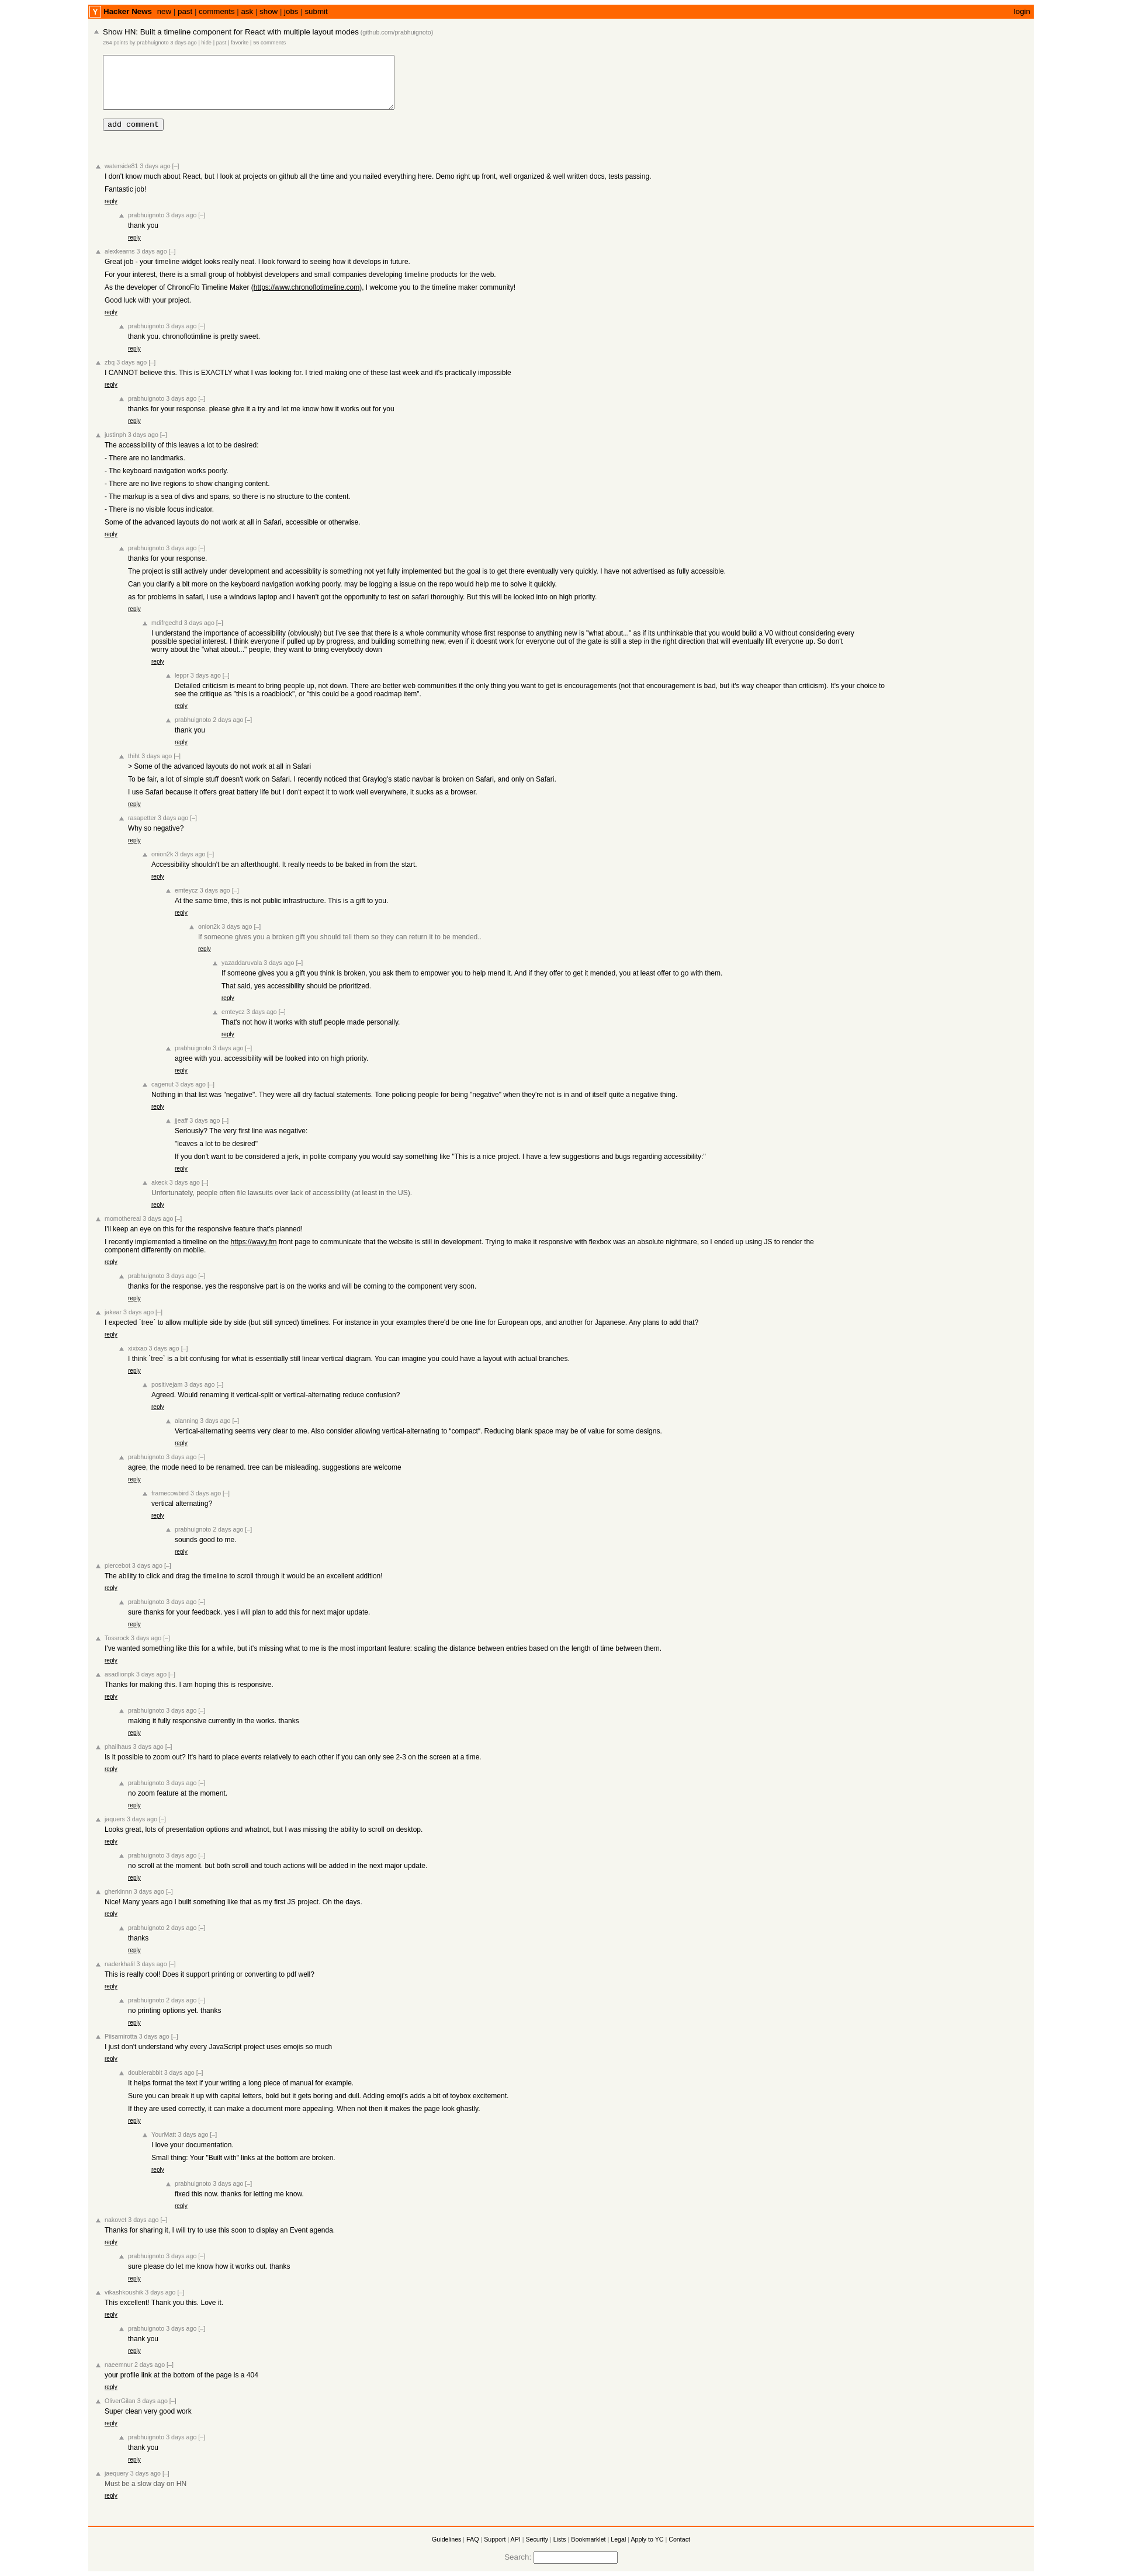 Y Hacker News new | past | comments | ask | show | jobs | submit login
Show HN: Built a timeline component for React with multiple layout modes (github.com/prabhuignoto)
264 points by prabhuignoto 3 days ago | hide | past | favorite | 56 comments
add comment
waterside81 3 days ago [–]
I don't know much about React, but I look at projects on github all the time and you nailed everything here. Demo right up front, well organized & well written docs, tests passing.
Fantastic job!
reply
prabhuignoto 3 days ago [–]
thank you
reply
alexkearns 3 days ago [–]
Great job - your timeline widget looks really neat. I look forward to seeing how it develops in future.
For your interest, there is a small group of hobbyist developers and small companies developing timeline products for the web.
As the developer of ChronoFlo Timeline Maker (https://www.chronoflotimeline.com), I welcome you to the timeline maker community!
Good luck with your project.
reply
prabhuignoto 3 days ago [–]
thank you. chronoflotimline is pretty sweet.
reply
zbq 3 days ago [–]
I CANNOT believe this. This is EXACTLY what I was looking for. I tried making one of these last week and it's practically impossible
reply
prabhuignoto 3 days ago [–]
thanks for your response. please give it a try and let me know how it works out for you
reply
justinph 3 days ago [–]
The accessibility of this leaves a lot to be desired:
- There are no landmarks.
- The keyboard navigation works poorly.
- There are no live regions to show changing content.
- The markup is a sea of divs and spans, so there is no structure to the content.
- There is no visible focus indicator.
Some of the advanced layouts do not work at all in Safari, accessible or otherwise.
reply
prabhuignoto 3 days ago [–]
thanks for your response.
The project is still actively under development and accessiblity is something not yet fully implemented but the goal is to get there eventually very quickly. I have not advertised as fully accessible.
Can you clarify a bit more on the keyboard navigation working poorly. may be logging a issue on the repo would help me to solve it quickly.
as for problems in safari, i use a windows laptop and i haven't got the opportunity to test on safari thoroughly. But this will be looked into on high priority.
reply
mdifrgechd 3 days ago [–]
I understand the importance of accessibility (obviously) but I've see that there is a whole community whose first response to anything new is "what about..." as if its unthinkable that you would build a V0 without considering every
possible special interest. I think everyone if pulled up by progress, and building something new, even if it doesnt work for everyone out of the gate is still a step in the right direction that will eventually lift everyone up. So don't
worry about the "what about..." people, they want to bring everybody down
reply
leppr 3 days ago [–]
Detailed criticism is meant to bring people up, not down. There are better web communities if the only thing you want to get is encouragements (not that encouragement is bad, but it's way cheaper than criticism). It's your choice to
see the critique as "this is a roadblock", or "this could be a good roadmap item".
reply
prabhuignoto 2 days ago [–]
thank you
reply
thiht 3 days ago [–]
> Some of the advanced layouts do not work at all in Safari
To be fair, a lot of simple stuff doesn't work on Safari. I recently noticed that Graylog's static navbar is broken on Safari, and only on Safari.
I use Safari because it offers great battery life but I don't expect it to work well everywhere, it sucks as a browser.
reply
rasapetter 3 days ago [–]
Why so negative?
reply
onion2k 3 days ago [–]
Accessibility shouldn't be an afterthought. It really needs to be baked in from the start.
reply
emteycz 3 days ago [–]
At the same time, this is not public infrastructure. This is a gift to you.
reply
onion2k 3 days ago [–]
If someone gives you a broken gift you should tell them so they can return it to be mended..
reply
yazaddaruvala 3 days ago [–]
If someone gives you a gift you think is broken, you ask them to empower you to help mend it. And if they offer to get it mended, you at least offer to go with them.
That said, yes accessibility should be prioritized.
reply
emteycz 3 days ago [–]
That's not how it works with stuff people made personally.
reply
prabhuignoto 3 days ago [–]
agree with you. accessibility will be looked into on high priority.
reply
cagenut 3 days ago [–]
Nothing in that list was "negative". They were all dry factual statements. Tone policing people for being "negative" when they're not is in and of itself quite a negative thing.
reply
jjeaff 3 days ago [–]
Seriously? The very first line was negative:
"leaves a lot to be desired"
If you don't want to be considered a jerk, in polite company you would say something like "This is a nice project. I have a few suggestions and bugs regarding accessibility:"
reply
akeck 3 days ago [–]
Unfortunately, people often file lawsuits over lack of accessibility (at least in the US).
reply
momothereal 3 days ago [–]
I'll keep an eye on this for the responsive feature that's planned!
I recently implemented a timeline on the https://wavy.fm front page to communicate that the website is still in development. Trying to make it responsive with flexbox was an absolute nightmare, so I ended up using JS to render the
component differently on mobile.
reply
prabhuignoto 3 days ago [–]
thanks for the response. yes the responsive part is on the works and will be coming to the component very soon.
reply
jakear 3 days ago [–]
I expected `tree` to allow multiple side by side (but still synced) timelines. For instance in your examples there'd be one line for European ops, and another for Japanese. Any plans to add that?
reply
xixixao 3 days ago [–]
I think `tree` is a bit confusing for what is essentially still linear vertical diagram. You can imagine you could have a layout with actual branches.
reply
positivejam 3 days ago [–]
Agreed. Would renaming it vertical-split or vertical-alternating reduce confusion?
reply
alanning 3 days ago [–]
Vertical-alternating seems very clear to me. Also consider allowing vertical-alternating to "compact". Reducing blank space may be of value for some designs.
reply
prabhuignoto 3 days ago [–]
agree, the mode need to be renamed. tree can be misleading. suggestions are welcome
reply
framecowbird 3 days ago [–]
vertical alternating?
reply
prabhuignoto 2 days ago [–]
sounds good to me.
reply
piercebot 3 days ago [–]
The ability to click and drag the timeline to scroll through it would be an excellent addition!
reply
prabhuignoto 3 days ago [–]
sure thanks for your feedback. yes i will plan to add this for next major update.
reply
Tossrock 3 days ago [–]
I've wanted something like this for a while, but it's missing what to me is the most important feature: scaling the distance between entries based on the length of time between them.
reply
asadlionpk 3 days ago [–]
Thanks for making this. I am hoping this is responsive.
reply
prabhuignoto 3 days ago [–]
making it fully responsive currently in the works. thanks
reply
phailhaus 3 days ago [–]
Is it possible to zoom out? It's hard to place events relatively to each other if you can only see 2-3 on the screen at a time.
reply
prabhuignoto 3 days ago [–]
no zoom feature at the moment.
reply
jaquers 3 days ago [–]
Looks great, lots of presentation options and whatnot, but I was missing the ability to scroll on desktop.
reply
prabhuignoto 3 days ago [–]
no scroll at the moment. but both scroll and touch actions will be added in the next major update.
reply
gherkinnn 3 days ago [–]
Nice! Many years ago I built something like that as my first JS project. Oh the days.
reply
prabhuignoto 2 days ago [–]
thanks
reply
naderkhalil 3 days ago [–]
This is really cool! Does it support printing or converting to pdf well?
reply
prabhuignoto 2 days ago [–]
no printing options yet. thanks
reply
Piisamirotta 3 days ago [–]
I just don't understand why every JavaScript project uses emojis so much
reply
doublerabbit 3 days ago [–]
It helps format the text if your writing a long piece of manual for example.
Sure you can break it up with capital letters, bold but it gets boring and dull. Adding emoji's adds a bit of toybox excitement.
If they are used correctly, it can make a document more appealing. When not then it makes the page look ghastly.
reply
YourMatt 3 days ago [–]
I love your documentation.
Small thing: Your "Built with" links at the bottom are broken.
reply
prabhuignoto 3 days ago [–]
fixed this now. thanks for letting me know.
reply
nakovet 3 days ago [–]
Thanks for sharing it, I will try to use this soon to display an Event agenda.
reply
prabhuignoto 3 days ago [–]
sure please do let me know how it works out. thanks
reply
vikashkoushik 3 days ago [–]
This excellent! Thank you this. Love it.
reply
prabhuignoto 3 days ago [–]
thank you
reply
naeemnur 2 days ago [–]
your profile link at the bottom of the page is a 404
reply
OliverGilan 3 days ago [–]
Super clean very good work
reply
prabhuignoto 3 days ago [–]
thank you
reply
jaequery 3 days ago [–]
Must be a slow day on HN
reply
Guidelines | FAQ | Support | API | Security | Lists | Bookmarklet | Legal | Apply to YC | Contact
Search: